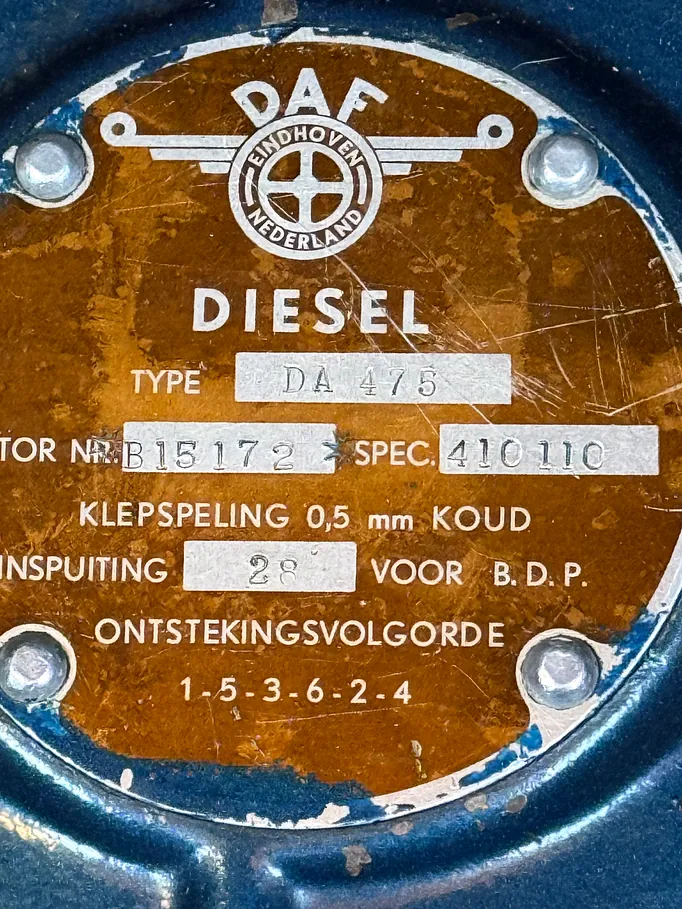 DAF
EINDHOVEN
NEDERLAND
DIESEL
TYPE DA 475
TOR NR. B15172 * SPEC. 410110
KLEPSPELING 0,5 mm KOUD
INSPUITING 28° VOOR B.D.P.
ONTSTEKINGSVOLGORDE
1-5-3-6-2-4